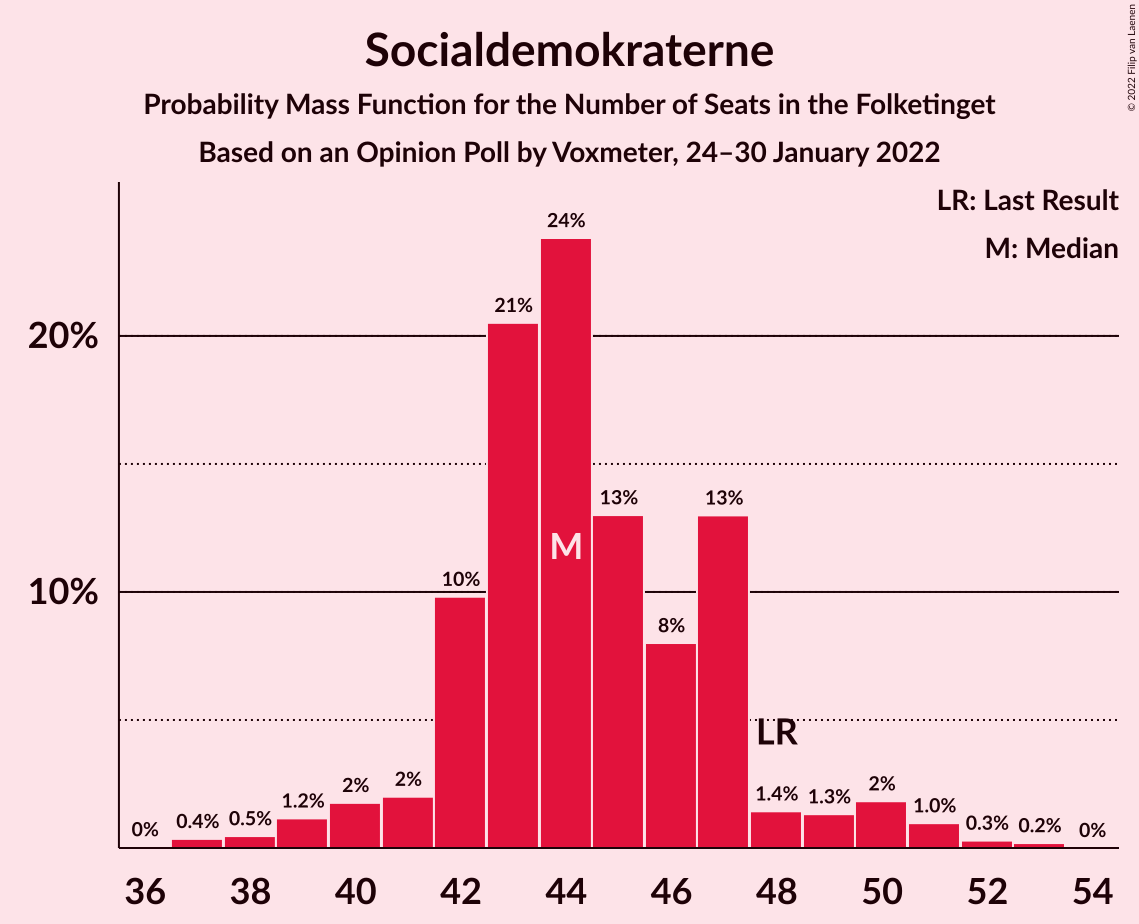 Socialdemokraterne
Probability Mass Function for the Number of Seats in the Folketinget
Based on an Opinion Poll by Voxmeter, 24–30 January 2022
© 2022 Filip van Laenen
LR: Last Result
M: Median
20%
10%
0%
0.4%
0.5%
1.2%
2%
2%
10%
21%
24%
13%
8%
13%
1.4%
1.3%
2%
1.0%
0.3%
0.2%
0%
M
LR
36 38 40 42 44 46 48 50 52 54